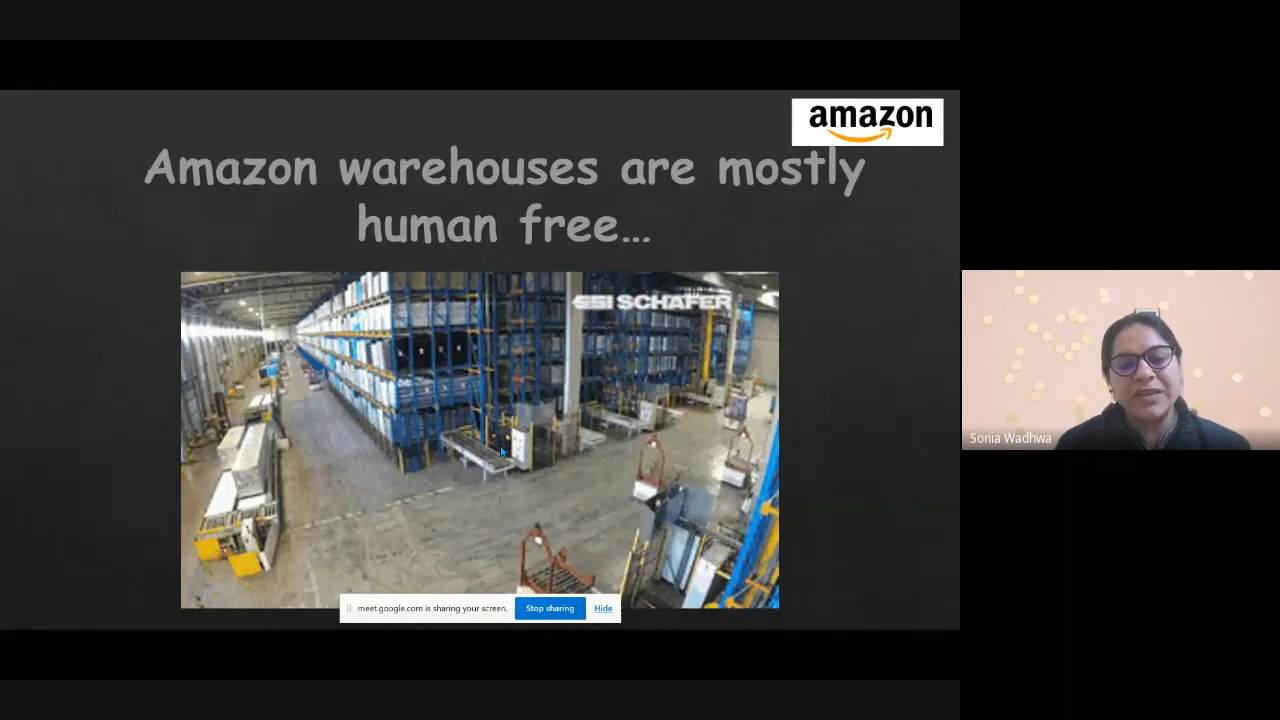 amazon
Amazon warehouses are mostly
human free...
SSI SCHAFER
Sonia Wadhwa
meet.google.com is sharing your screen.
Stop sharing
Hide